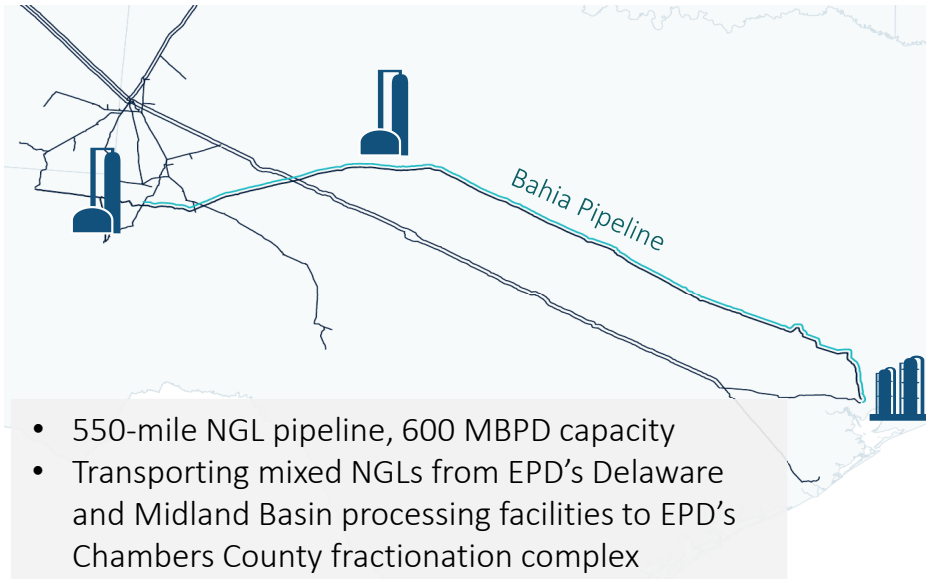 Bahia Pipeline
• 550-mile NGL pipeline, 600 MBPD capacity
• Transporting mixed NGLs from EPD’s Delaware
and Midland Basin processing facilities to EPD’s
Chambers County fractionation complex